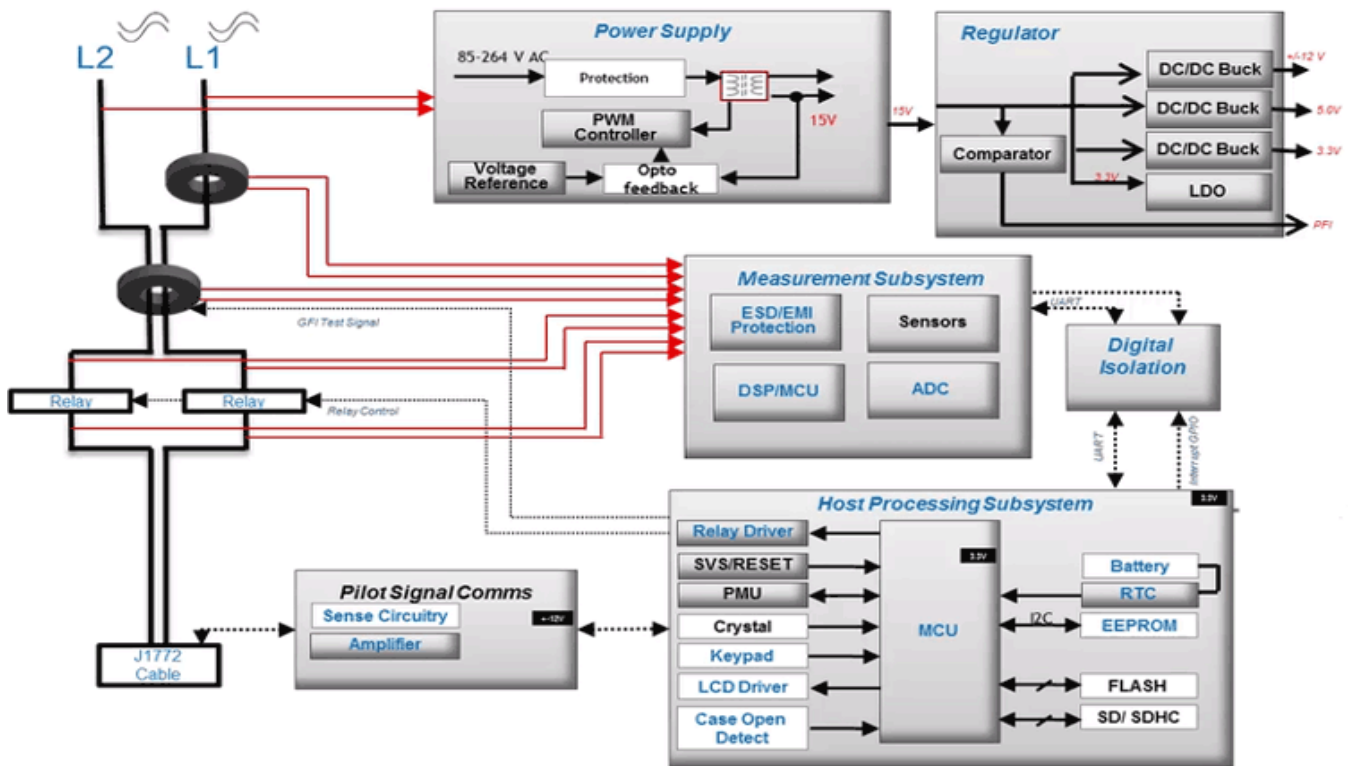 L2
L1
Power Supply
85-264 V AC
Protection
PWM
Controller
15V
Voltage
Reference
Opto
feedback
15V
Regulator
DC/DC Buck
+/-12 V
DC/DC Buck
5.0V
DC/DC Buck
3.3V
Comparator
3.3V
LDO
PFI
Measurement Subsystem
ESD/EMI
Protection
Sensors
DSP/MCU
ADC
UART
Digital
Isolation
UART
Interrupt GPIO
GFI Test Signal
Relay
Relay
Relay Control
Host Processing Subsystem
3.3V
Relay Driver
SVS/RESET
PMU
Crystal
Keypad
LCD Driver
Case Open
Detect
3.3V
MCU
Battery
RTC
I2C
EEPROM
FLASH
SD/ SDHC
Pilot Signal Comms
Sense Circuitry
+-12V
Amplifier
J1772
Cable